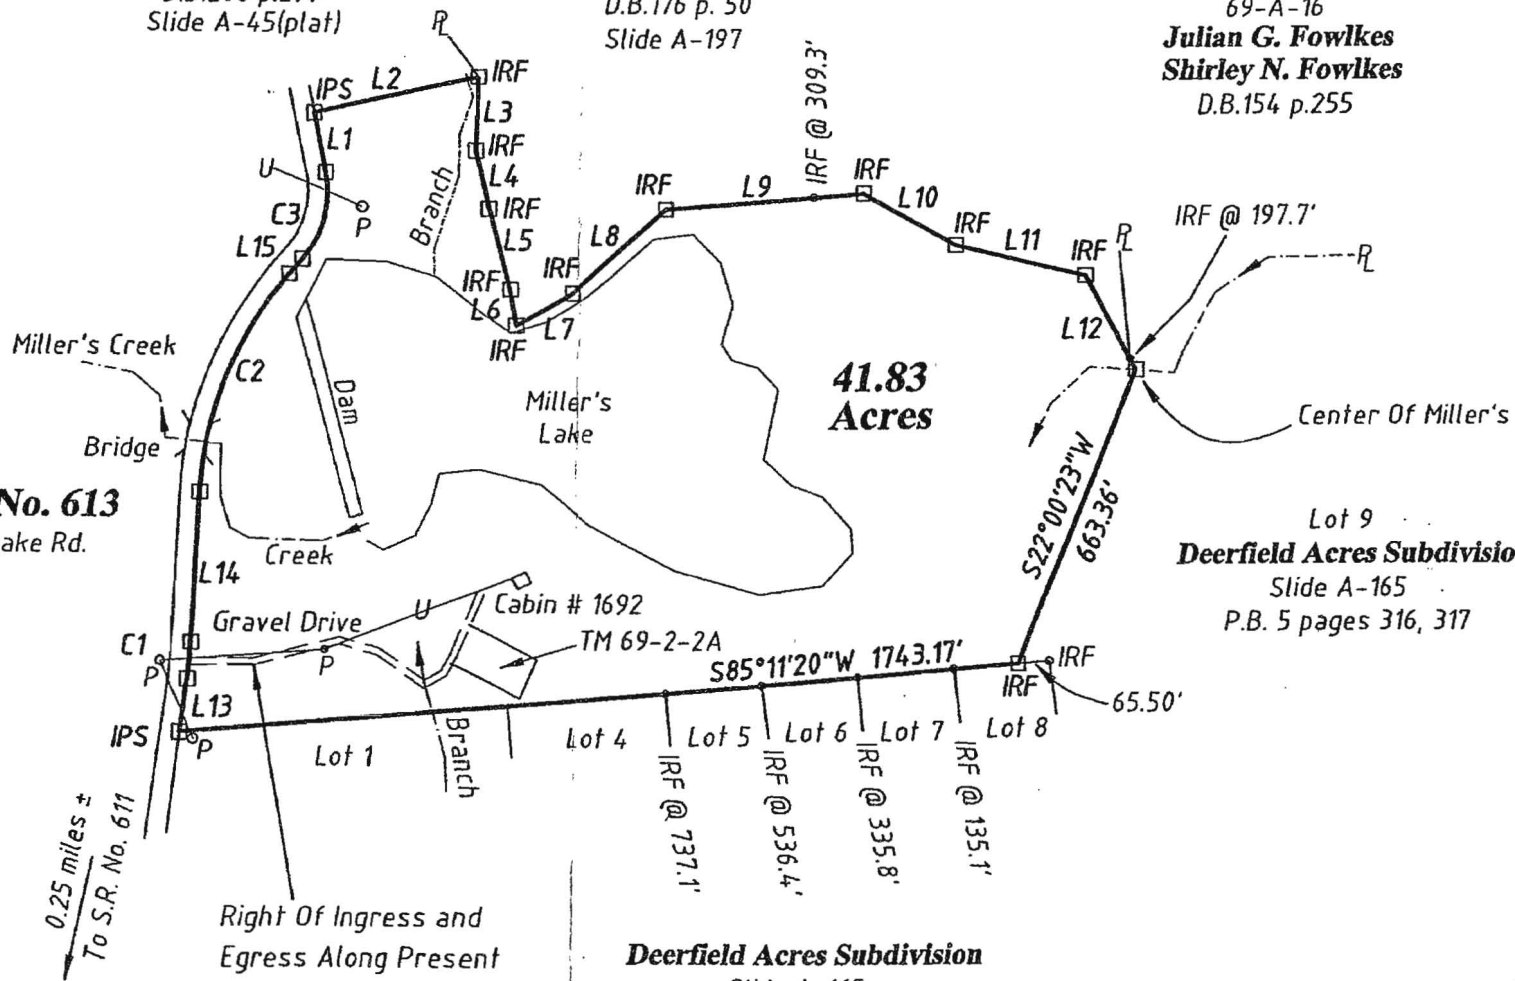 Slide A-45(plat)
D.B.176 p. 50
Slide A-197
69-A-16
Julian G. Fowlkes
Shirley N. Fowlkes
D.B.154 p.255
PL
IRF
IPS
L2
L3
IRF
L1
U
P
L4
IRF
Branch
L5
C3
L15
IRF
L6
IRF
IRF
L7
L8
IRF
L9
IRF @ 309.3'
IRF
L10
IRF
L11
IRF
PL
IRF @ 197.7'
PL
L12
Miller's Creek
C2
Dam
Miller's
Lake
41.83
Acres
Center Of Miller's
Bridge
No. 613
ake Rd.
Creek
S22°00'23"W
663.36'
Lot 9
Deerfield Acres Subdivisio
Slide A-165
P.B. 5 pages 316, 317
L14
Gravel Drive
U
Cabin # 1692
TM 69-2-2A
C1
P
P
S85°11'20"W 1743.17'
IRF
IRF
65.50'
L13
IPS
P
Lot 1
Branch
Lot 4
Lot 5
Lot 6
Lot 7
Lot 8
IRF @ 737.1'
IRF @ 536.4'
IRF @ 335.8'
IRF @ 135.1'
0.25 miles ±
To S.R. No. 611
Right Of Ingress and
Egress Along Present
Deerfield Acres Subdivision